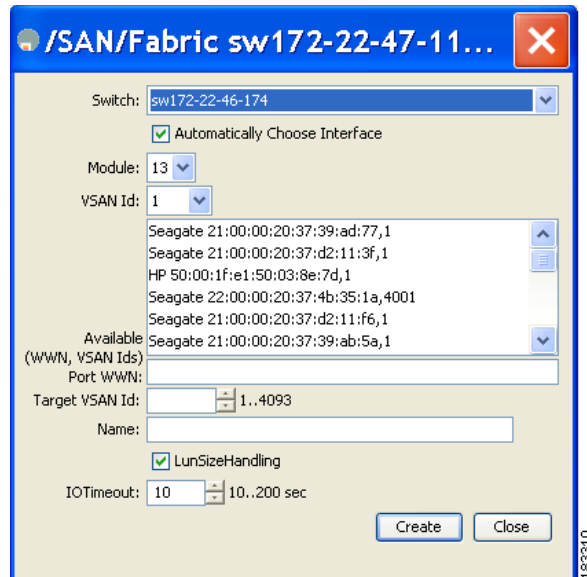 /SAN/Fabric sw172-22-47-11...
Switch: sw172-22-46-174
Automatically Choose Interface
Module: 13
VSAN Id: 1
Seagate 21:00:00:20:37:39:ad:77,1
Seagate 21:00:00:20:37:d2:11:3f,1
HP 50:00:1f:e1:50:03:8e:7d,1
Seagate 22:00:00:20:37:4b:35:1a,4001
Seagate 21:00:00:20:37:d2:11:f6,1
Available Seagate 21:00:00:20:37:39:ab:5a,1
(WWN, VSAN Ids)
Port WWN:
Target VSAN Id: 1..4093
Name:
LunSizeHandling
IOTimeout: 10 10..200 sec
Create Close